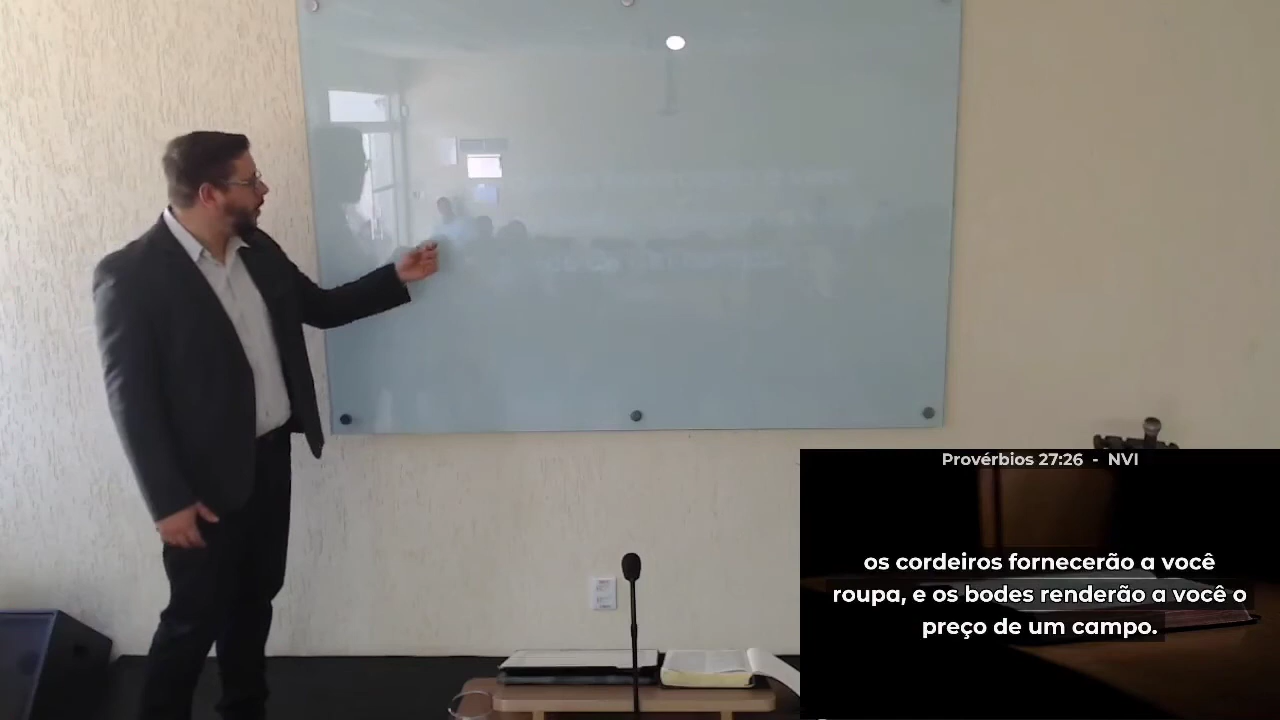 Provérbios 27:26 - NVI
os cordeiros fornecerão a você
roupa, e os bodes renderão a você o
preço de um campo.